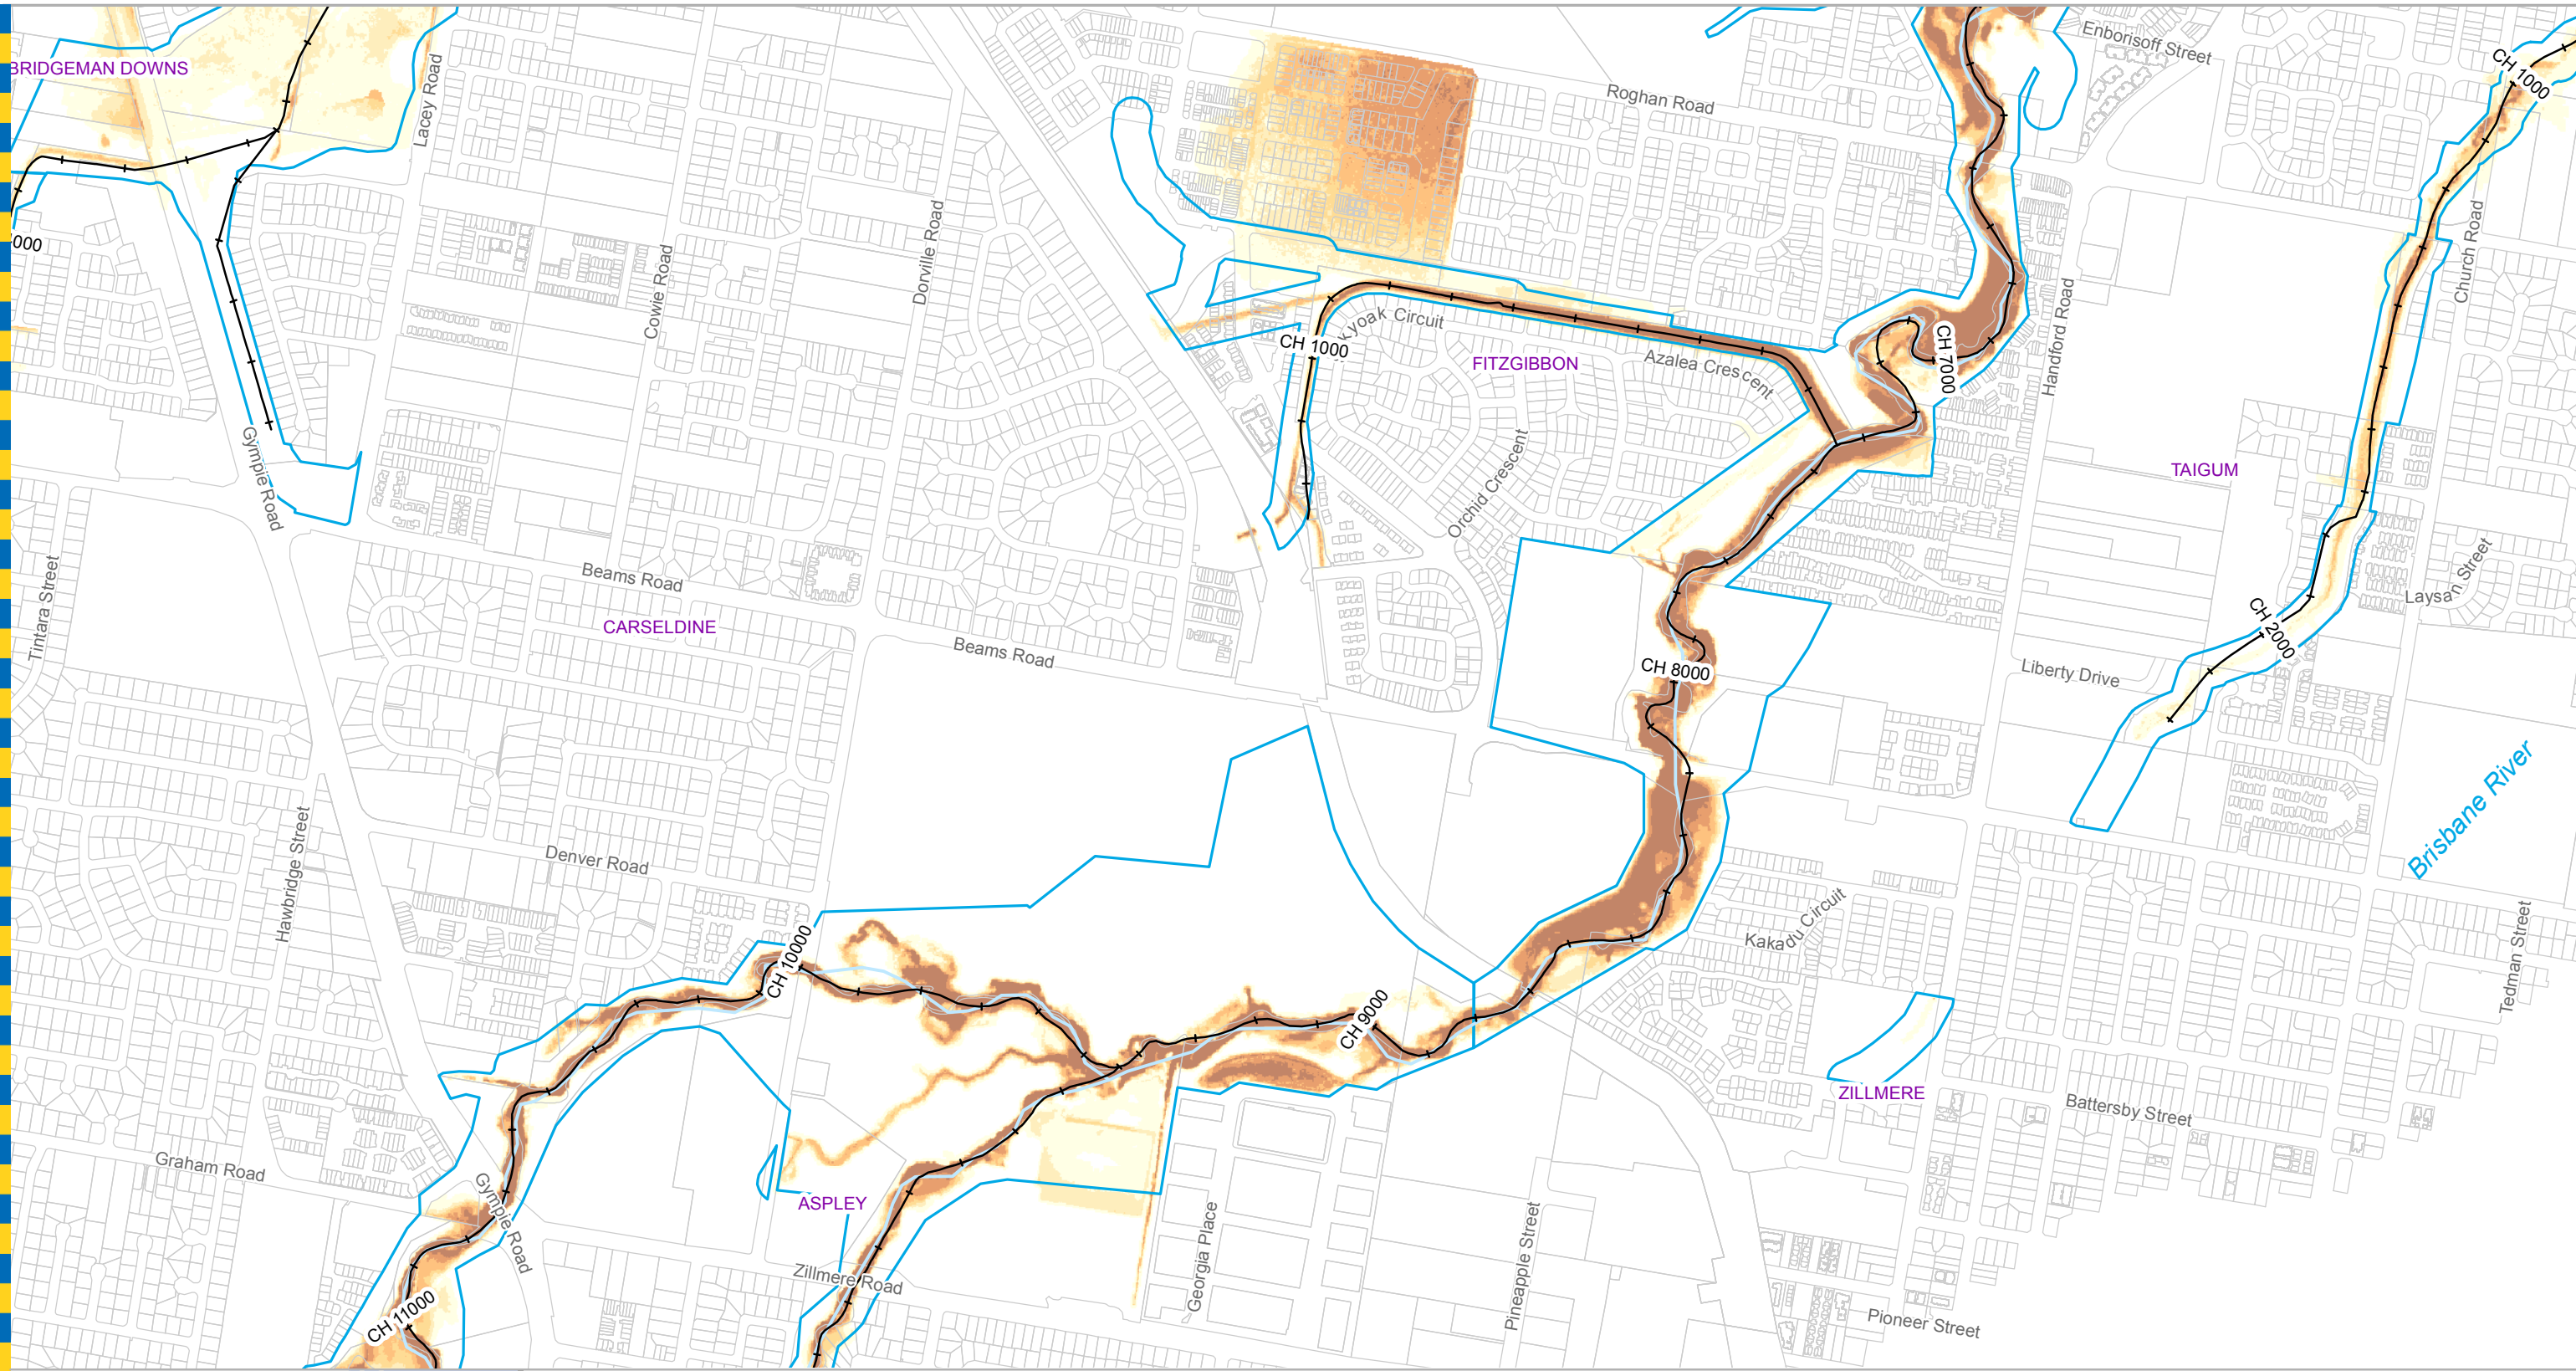 Enborisoff Street
CH 1000
BRIDGEMAN DOWNS
Lacey Road
Roghan Road
000
Dorville Road
Church Road
Cowie Road
Handford Road
yoak Circuit
CH 1000
CH 7000
FITZGIBBON
Azalea Crescent
TAIGUM
Gympie Road
Orchid Crescent
Beams Road
Tintara Street
Laysan Street
CARSELDINE
CH 2000
Beams Road
CH 8000
Liberty Drive
Brisbane River
Hawbridge Street
Denver Road
Kakadu Circuit
CH 10000
Tedman Street
CH 9000
ZILLMERE
Battersby Street
Graham Road
ASPLEY
Gympie Road
Georgia Place
Pineapple Street
Zillmere Road
CH 11000
Pioneer Street